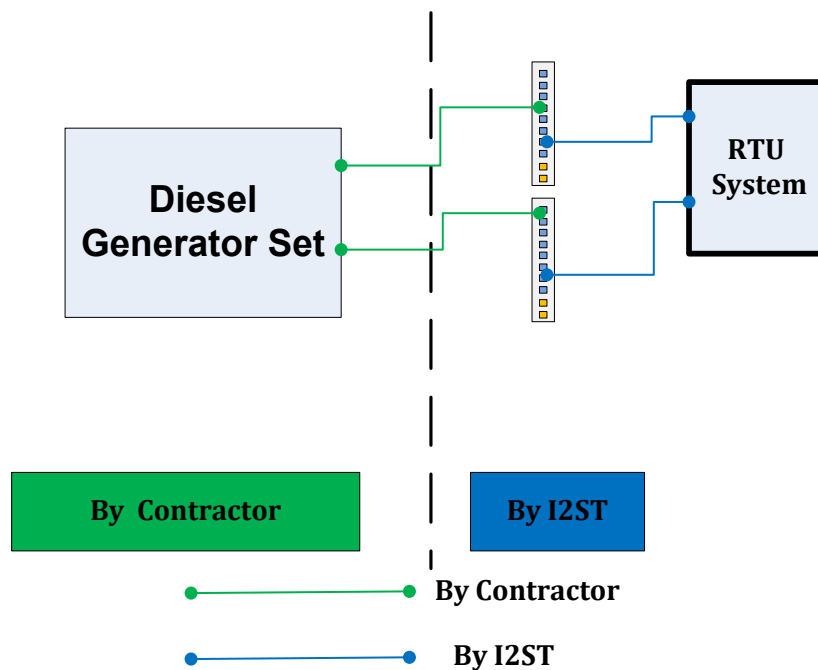 Diesel
Generator Set
RTU
System
By  Contractor
By I2ST
By Contractor
By I2ST